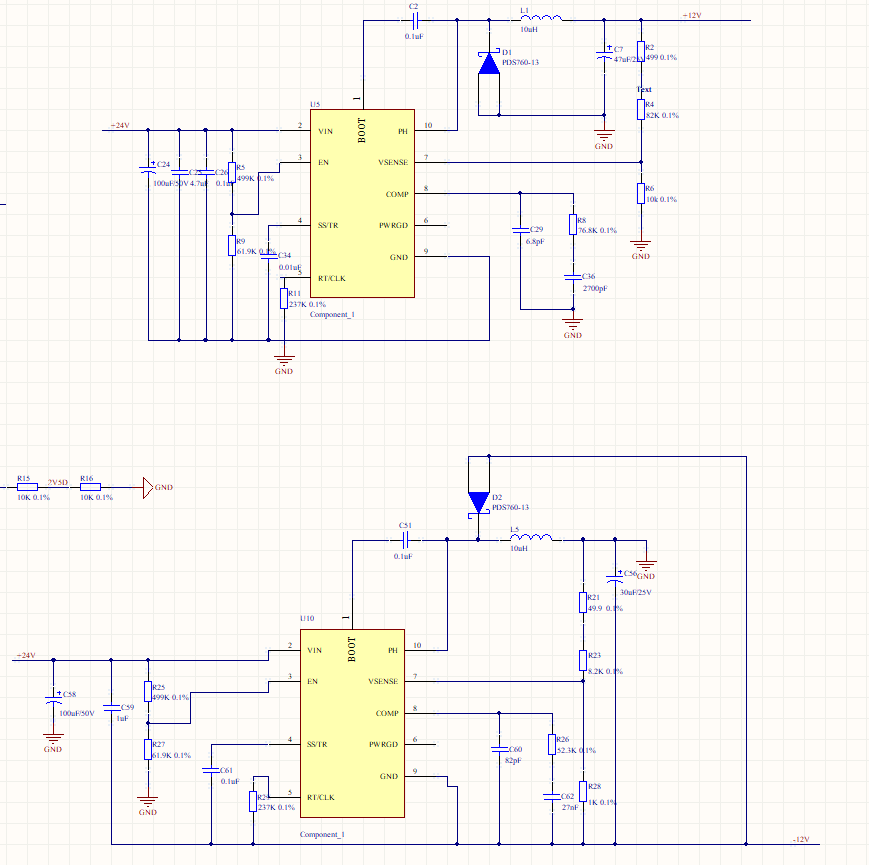 C2
0.1uF
L1
10uH
+12V
D1
PDS760-13
C7
47uF/25V
R2
499 0.1%
Text
R4
82K 0.1%
U5
1
BOOT
+24V
2 VIN
PH 10
3 EN
VSENSE 7
COMP 8
4 SS/TR
PWRGD 6
GND 9
5 RT/CLK
Component_1
C24
100uF/50V
4.7uF
C26
R5
499K 0.1%
R9
61.9K 0.1%
C34
0.01uF
R11
237K 0.1%
GND
GND
R6
10k 0.1%
GND
C29
6.8pF
R8
76.8K 0.1%
C36
2700pF
GND
R15
10K 0.1%
2V5D
R16
10K 0.1%
GND
D2
PDS760-13
C51
0.1uF
L5
10uH
GND
C56
30uF/25V
R21
49.9 0.1%
R23
8.2K 0.1%
U10
1
BOOT
+24V
2 VIN
PH 10
3 EN
VSENSE 7
COMP 8
4 SS/TR
PWRGD 6
GND 9
5 RT/CLK
Component_1
C58
100uF/50V
GND
C59
1uF
R25
499K 0.1%
R27
61.9K 0.1%
GND
C61
0.1uF
237K 0.1%
C60
82pF
R26
52.3K 0.1%
C62
27nF
R28
1K 0.1%
-12V